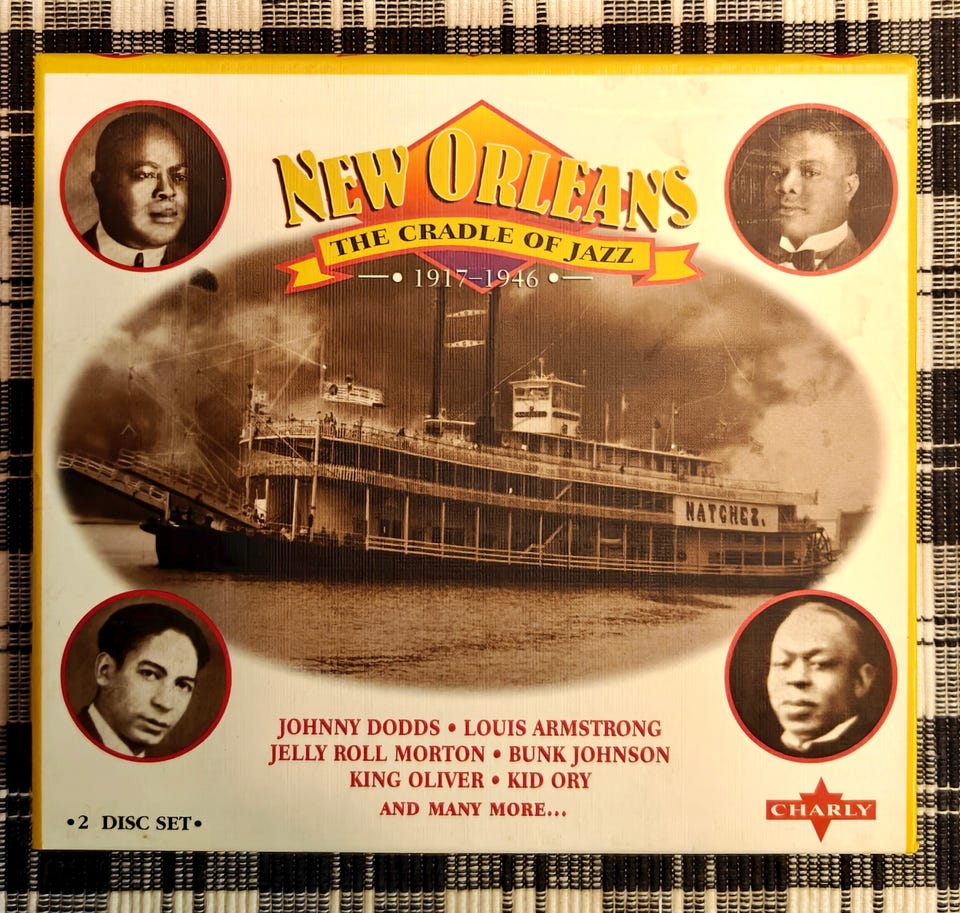 NEW ORLEANS
THE CRADLE OF JAZZ
1917-1946
NATCHEZ.
JOHNNY DODDS • LOUIS ARMSTRONG
JELLY ROLL MORTON • BUNK JOHNSON
KING OLIVER • KID ORY
AND MANY MORE...
•2 DISC SET•
CHARLY